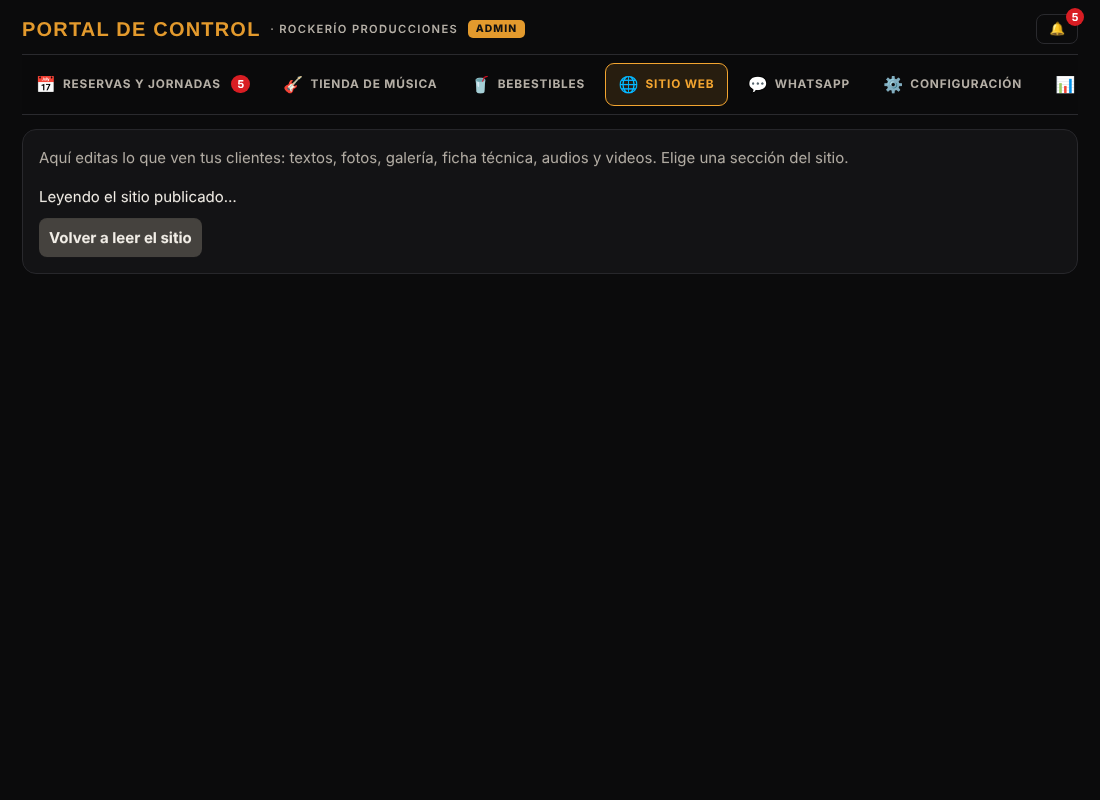 PORTAL DE CONTROL · ROCKERÍO PRODUCCIONES ADMIN 🔔 5
📅 RESERVAS Y JORNADAS 5 🎸 TIENDA DE MÚSICA 🥤 BEBESTIBLES 🌐 SITIO WEB 💬 WHATSAPP ⚙️ CONFIGURACIÓN 📊
Aquí editas lo que ven tus clientes: textos, fotos, galería, ficha técnica, audios y videos. Elige una sección del sitio.
Leyendo el sitio publicado…
Volver a leer el sitio